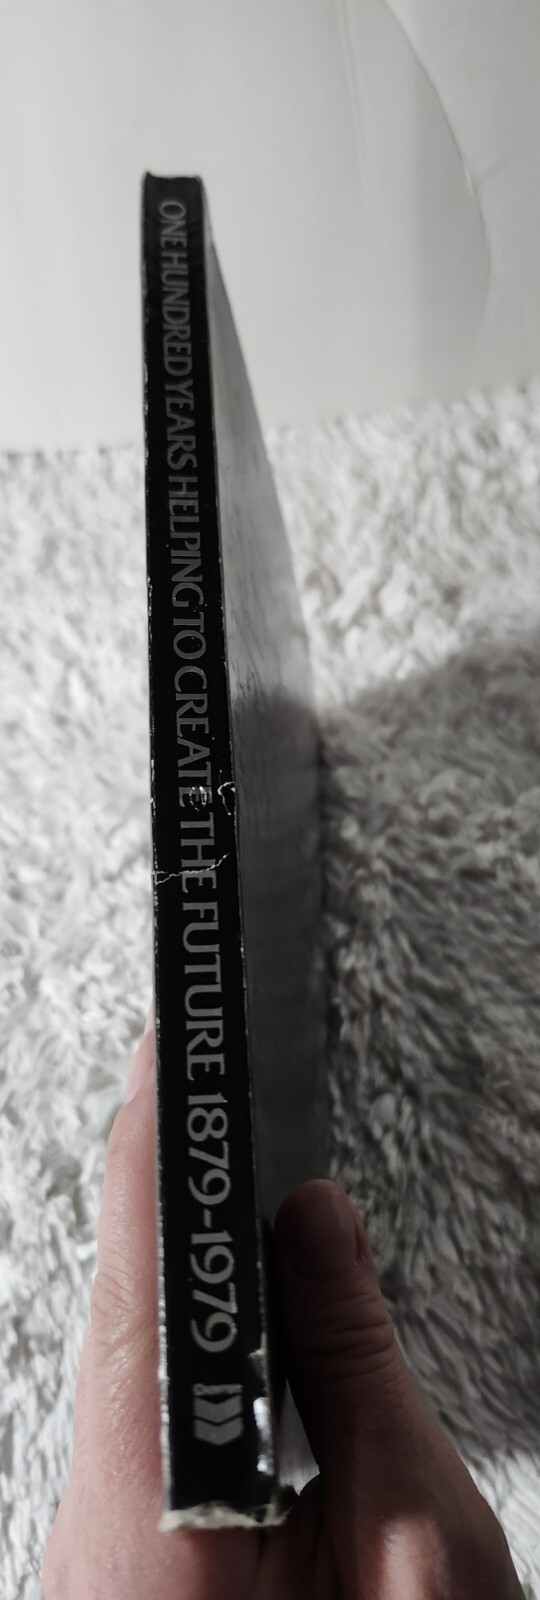 ONE HUNDRED YEARS HELPING TO CREATE THE FUTURE 1879-1979